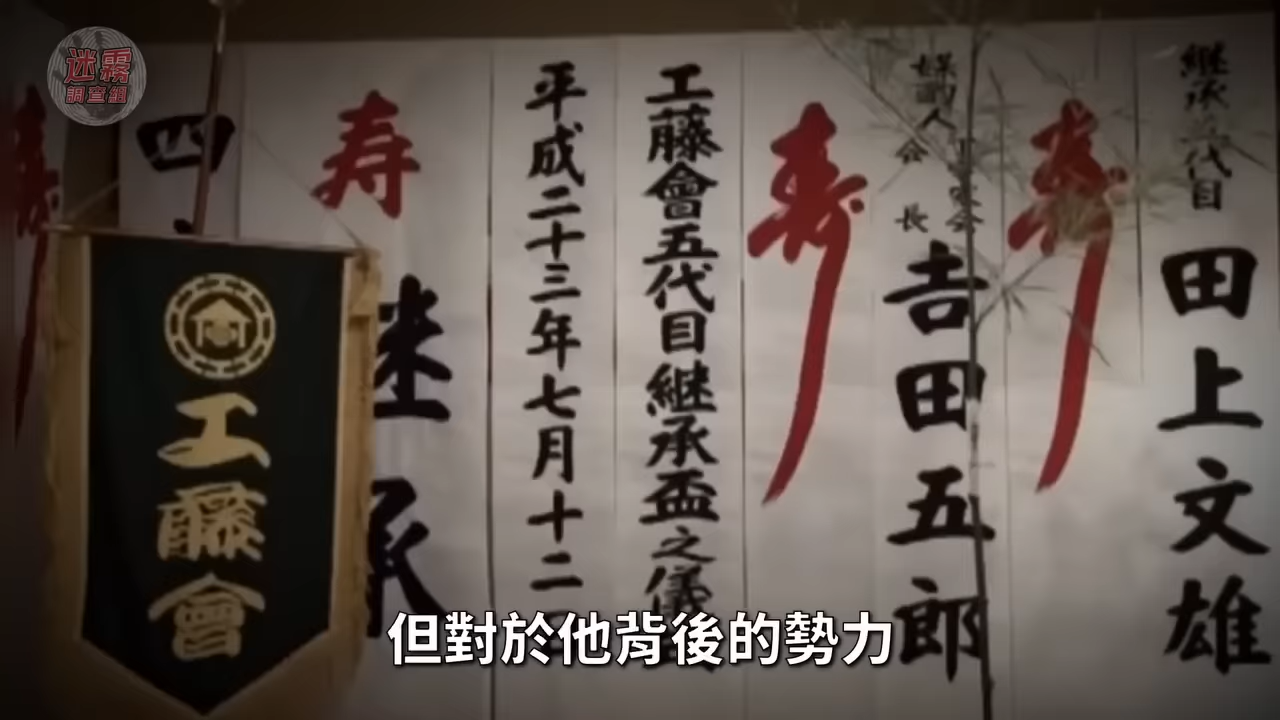 迷霧
調查組
継承五代目
田上文雄
寿
媒酌人
会長
吉田五郎
寿
工藤會五代目継承盃之儀
平成二十三年七月十二
寿
継承
四
工藤會
但對於他背後的勢力